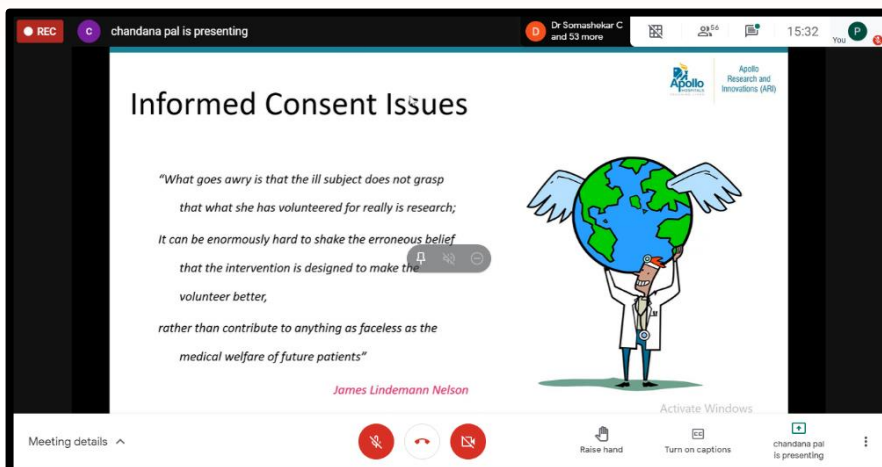 REC
C
chandana pal is presenting
D
Dr Somashekar C
and 53 more
56
15:32
You
P
Apollo
HOSPITALS
Apollo
Research and
Innovations (ARI)
Informed Consent Issues
“What goes awry is that the ill subject does not grasp
that what she has volunteered for really is research;
It can be enormously hard to shake the erroneous belief
that the intervention is designed to make the
volunteer better,
rather than contribute to anything as faceless as the
medical welfare of future patients”
James Lindemann Nelson
Activate Windows
Meeting details
Raise hand
CC
Turn on captions
chandana pal
is presenting